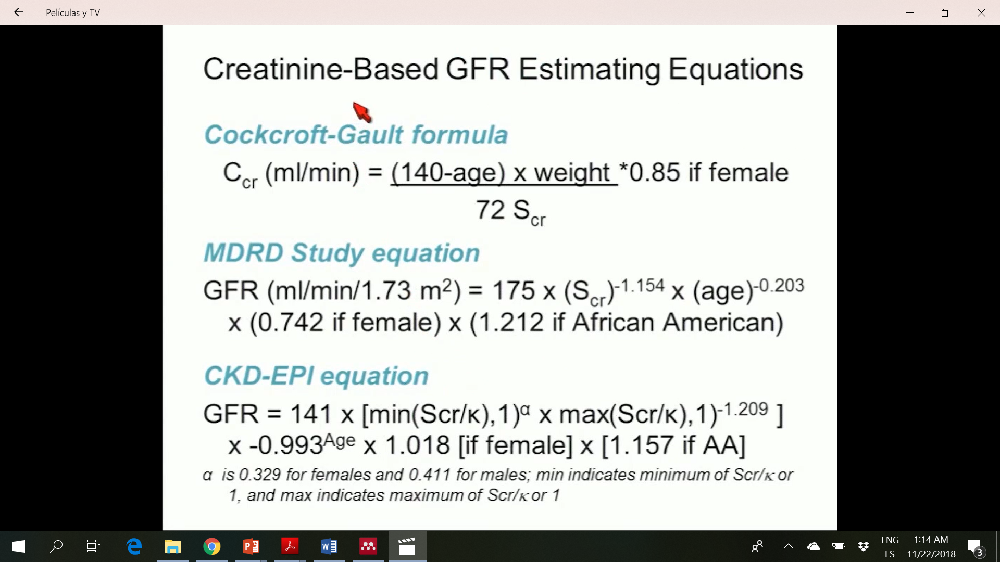 Películas y TV
Creatinine-Based GFR Estimating Equations
Cockcroft-Gault formula
Ccr (ml/min) = (140-age) x weight *0.85 if female
72 Scr
MDRD Study equation
GFR (ml/min/1.73 m²) = 175 x (Scr)-1.154 x (age)-0.203
x (0.742 if female) x (1.212 if African American)
CKD-EPI equation
GFR = 141 x [min(Scr/κ),1)α x max(Scr/κ),1)-1.209 ]
x -0.993Age x 1.018 [if female] x [1.157 if AA]
α is 0.329 for females and 0.411 for males; min indicates minimum of Scr/κ or
1, and max indicates maximum of Scr/κ or 1
ENG 1:14 AM
ES 11/22/2018 3